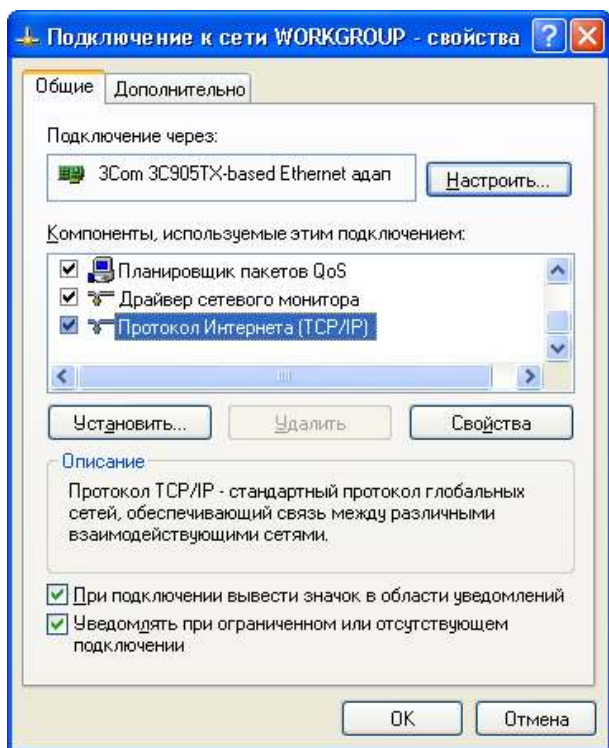 Подключение к сети WORKGROUP - свойства
Общие
Дополнительно
Подключение через:
3Com 3C905TX-based Ethernet адап
Настроить...
Компоненты, используемые этим подключением:
Планировщик пакетов QoS
Драйвер сетевого монитора
Протокол Интернета (TCP/IP)
Установить...
Удалить
Свойства
Описание
Протокол TCP/IP - стандартный протокол глобальных
сетей, обеспечивающий связь между различными
взаимодействующими сетями.
При подключении вывести значок в области уведомлений
Уведомлять при ограниченном или отсутствующем
подключении
OK
Отмена